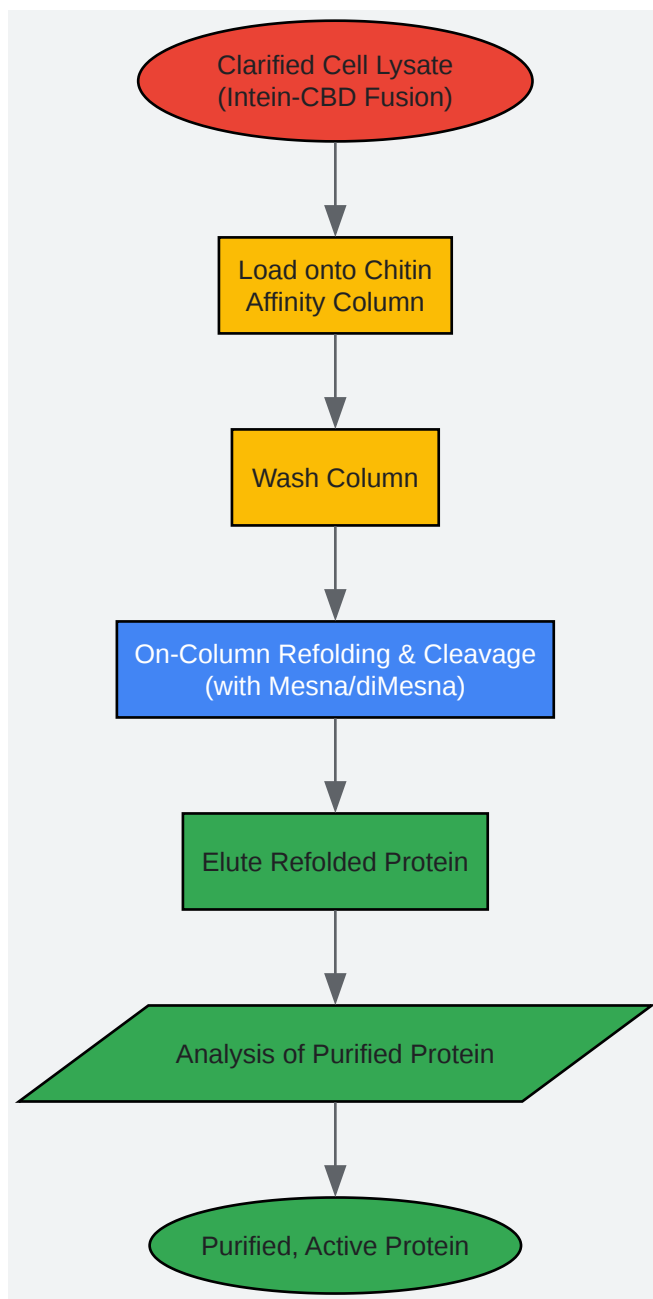 Clarified Cell Lysate
(Intein-CBD Fusion)
Load onto Chitin
Affinity Column
Wash Column
On-Column Refolding & Cleavage
(with Mesna/diMesna)
Elute Refolded Protein
Analysis of Purified Protein
Purified, Active Protein